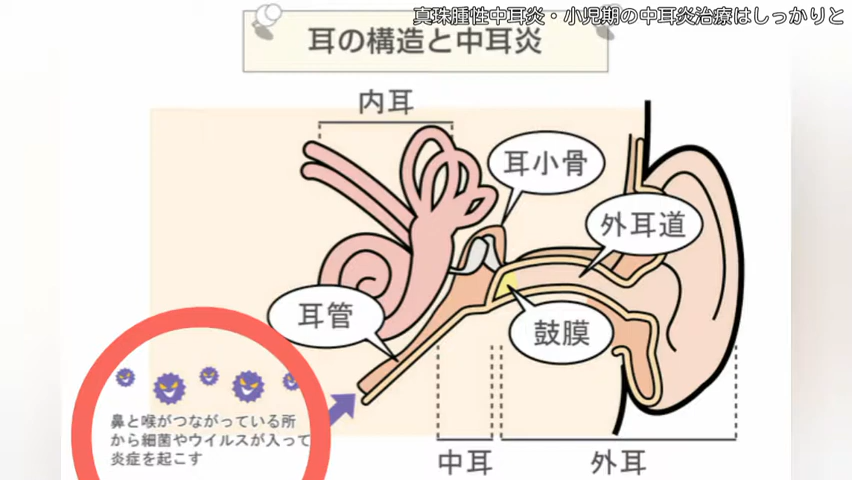 真珠腫性中耳炎・小児期の中耳炎治療はしっかりと
耳の構造と中耳炎
内耳
耳小骨
外耳道
耳管
鼓膜
鼻と喉がつながっている所
から細菌やウイルスが入って
炎症を起こす
中耳
外耳